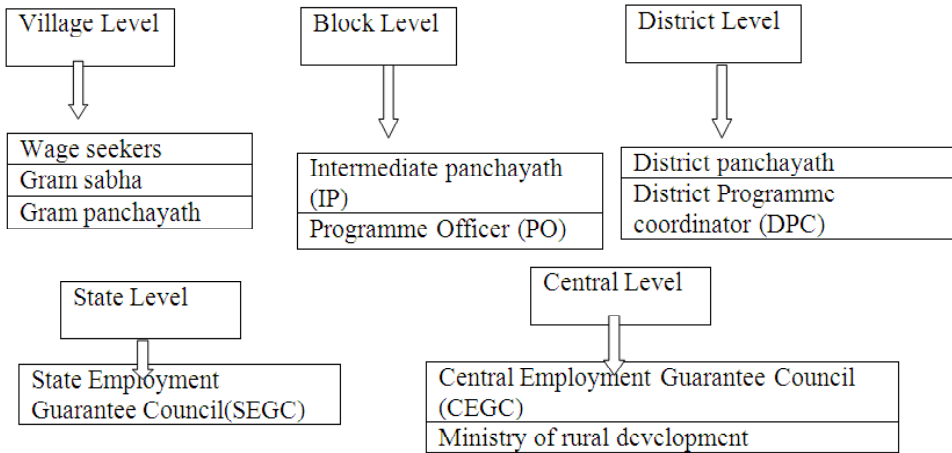 Village Level
Block Level
District Level
Wage seekers
Gram sabha
Gram panchayath
Intermediate panchayath
(IP)
Programme Officer (PO)
District panchayath
District Programme
coordinator (DPC)
State Level
Central Level
State Employment
Guarantee Council(SEGC)
Central Employment Guarantee Council
(CEGC)
Ministry of rural development